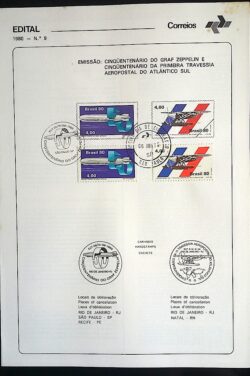 EDITAL
1980 - N.º 9
Correios
EMISSÃO: CINQÜENTENÁRIO DO GRAF ZEPPELIN E
CINQÜENTENÁRIO DA PRIMEIRA TRAVESSIA
AEROPOSTAL DO ATLÂNTICO SUL
Brasil 80
4,00
4,00
Brasil 80
Brasil 80
4,00
4,00
Brasil 80
CARIMBO
HANDSTAMPS
CACHETS
Locais de obliteração
Places of cancellation
Lieux d'oblitération
RIO DE JANEIRO - RJ
SÃO PAULO - SP
RECIFE - PE
Locais de obliteração
Places of cancellation
Lieux d'oblitération
RIO DE JANEIRO - RJ
NATAL - RN